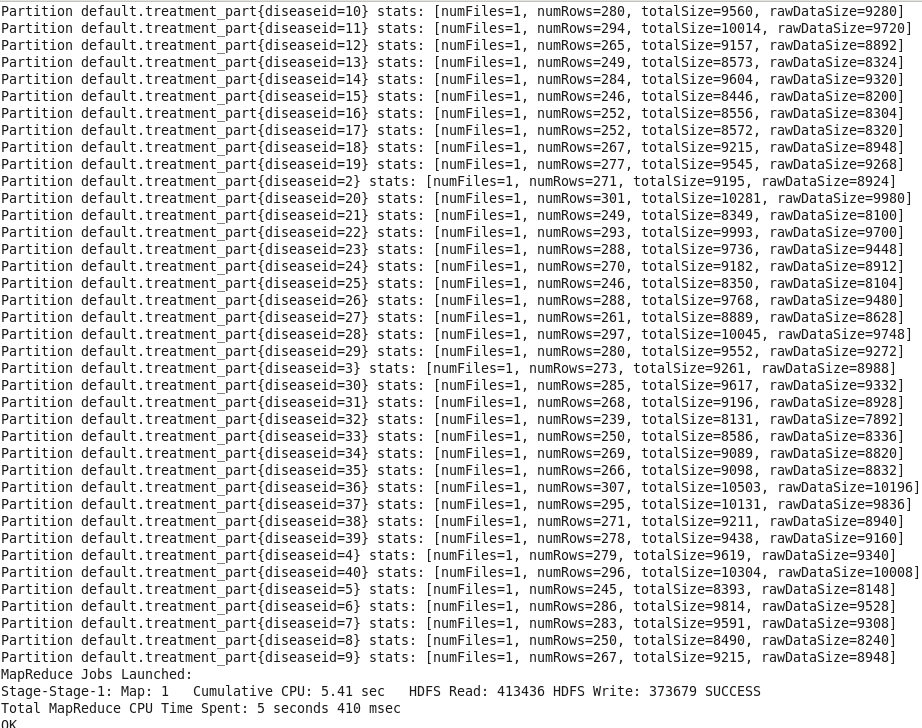 Partition default.treatment_part{diseaseid=10} stats: [numFiles=1, numRows=280, totalSize=9560, rawDataSize=9280]
Partition default.treatment_part{diseaseid=11} stats: [numFiles=1, numRows=294, totalSize=10014, rawDataSize=9720]
Partition default.treatment_part{diseaseid=12} stats: [numFiles=1, numRows=265, totalSize=9157, rawDataSize=8892]
Partition default.treatment_part{diseaseid=13} stats: [numFiles=1, numRows=249, totalSize=8573, rawDataSize=8324]
Partition default.treatment_part{diseaseid=14} stats: [numFiles=1, numRows=284, totalSize=9604, rawDataSize=9320]
Partition default.treatment_part{diseaseid=15} stats: [numFiles=1, numRows=246, totalSize=8446, rawDataSize=8200]
Partition default.treatment_part{diseaseid=16} stats: [numFiles=1, numRows=252, totalSize=8556, rawDataSize=8304]
Partition default.treatment_part{diseaseid=17} stats: [numFiles=1, numRows=252, totalSize=8572, rawDataSize=8320]
Partition default.treatment_part{diseaseid=18} stats: [numFiles=1, numRows=267, totalSize=9215, rawDataSize=8948]
Partition default.treatment_part{diseaseid=19} stats: [numFiles=1, numRows=277, totalSize=9545, rawDataSize=9268]
Partition default.treatment_part{diseaseid=2} stats: [numFiles=1, numRows=271, totalSize=9195, rawDataSize=8924]
Partition default.treatment_part{diseaseid=20} stats: [numFiles=1, numRows=301, totalSize=10281, rawDataSize=9980]
Partition default.treatment_part{diseaseid=21} stats: [numFiles=1, numRows=249, totalSize=8349, rawDataSize=8100]
Partition default.treatment_part{diseaseid=22} stats: [numFiles=1, numRows=293, totalSize=9993, rawDataSize=9700]
Partition default.treatment_part{diseaseid=23} stats: [numFiles=1, numRows=288, totalSize=9736, rawDataSize=9448]
Partition default.treatment_part{diseaseid=24} stats: [numFiles=1, numRows=270, totalSize=9182, rawDataSize=8912]
Partition default.treatment_part{diseaseid=25} stats: [numFiles=1, numRows=246, totalSize=8350, rawDataSize=8104]
Partition default.treatment_part{diseaseid=26} stats: [numFiles=1, numRows=288, totalSize=9768, rawDataSize=9480]
Partition default.treatment_part{diseaseid=27} stats: [numFiles=1, numRows=261, totalSize=8889, rawDataSize=8628]
Partition default.treatment_part{diseaseid=28} stats: [numFiles=1, numRows=297, totalSize=10045, rawDataSize=9748]
Partition default.treatment_part{diseaseid=29} stats: [numFiles=1, numRows=280, totalSize=9552, rawDataSize=9272]
Partition default.treatment_part{diseaseid=3} stats: [numFiles=1, numRows=273, totalSize=9261, rawDataSize=8988]
Partition default.treatment_part{diseaseid=30} stats: [numFiles=1, numRows=285, totalSize=9617, rawDataSize=9332]
Partition default.treatment_part{diseaseid=31} stats: [numFiles=1, numRows=268, totalSize=9196, rawDataSize=8928]
Partition default.treatment_part{diseaseid=32} stats: [numFiles=1, numRows=239, totalSize=8131, rawDataSize=7892]
Partition default.treatment_part{diseaseid=33} stats: [numFiles=1, numRows=250, totalSize=8586, rawDataSize=8336]
Partition default.treatment_part{diseaseid=34} stats: [numFiles=1, numRows=269, totalSize=9089, rawDataSize=8820]
Partition default.treatment_part{diseaseid=35} stats: [numFiles=1, numRows=266, totalSize=9098, rawDataSize=8832]
Partition default.treatment_part{diseaseid=36} stats: [numFiles=1, numRows=307, totalSize=10503, rawDataSize=10196]
Partition default.treatment_part{diseaseid=37} stats: [numFiles=1, numRows=295, totalSize=10131, rawDataSize=9836]
Partition default.treatment_part{diseaseid=38} stats: [numFiles=1, numRows=271, totalSize=9211, rawDataSize=8940]
Partition default.treatment_part{diseaseid=39} stats: [numFiles=1, numRows=278, totalSize=9438, rawDataSize=9160]
Partition default.treatment_part{diseaseid=4} stats: [numFiles=1, numRows=279, totalSize=9619, rawDataSize=9340]
Partition default.treatment_part{diseaseid=40} stats: [numFiles=1, numRows=296, totalSize=10304, rawDataSize=10008]
Partition default.treatment_part{diseaseid=5} stats: [numFiles=1, numRows=245, totalSize=8393, rawDataSize=8148]
Partition default.treatment_part{diseaseid=6} stats: [numFiles=1, numRows=286, totalSize=9814, rawDataSize=9528]
Partition default.treatment_part{diseaseid=7} stats: [numFiles=1, numRows=283, totalSize=9591, rawDataSize=9308]
Partition default.treatment_part{diseaseid=8} stats: [numFiles=1, numRows=250, totalSize=8490, rawDataSize=8240]
Partition default.treatment_part{diseaseid=9} stats: [numFiles=1, numRows=267, totalSize=9215, rawDataSize=8948]
MapReduce Jobs Launched:
Stage-Stage-1: Map: 1   Cumulative CPU: 5.41 sec   HDFS Read: 413436 HDFS Write: 373679 SUCCESS
Total MapReduce CPU Time Spent: 5 seconds 410 msec
OK